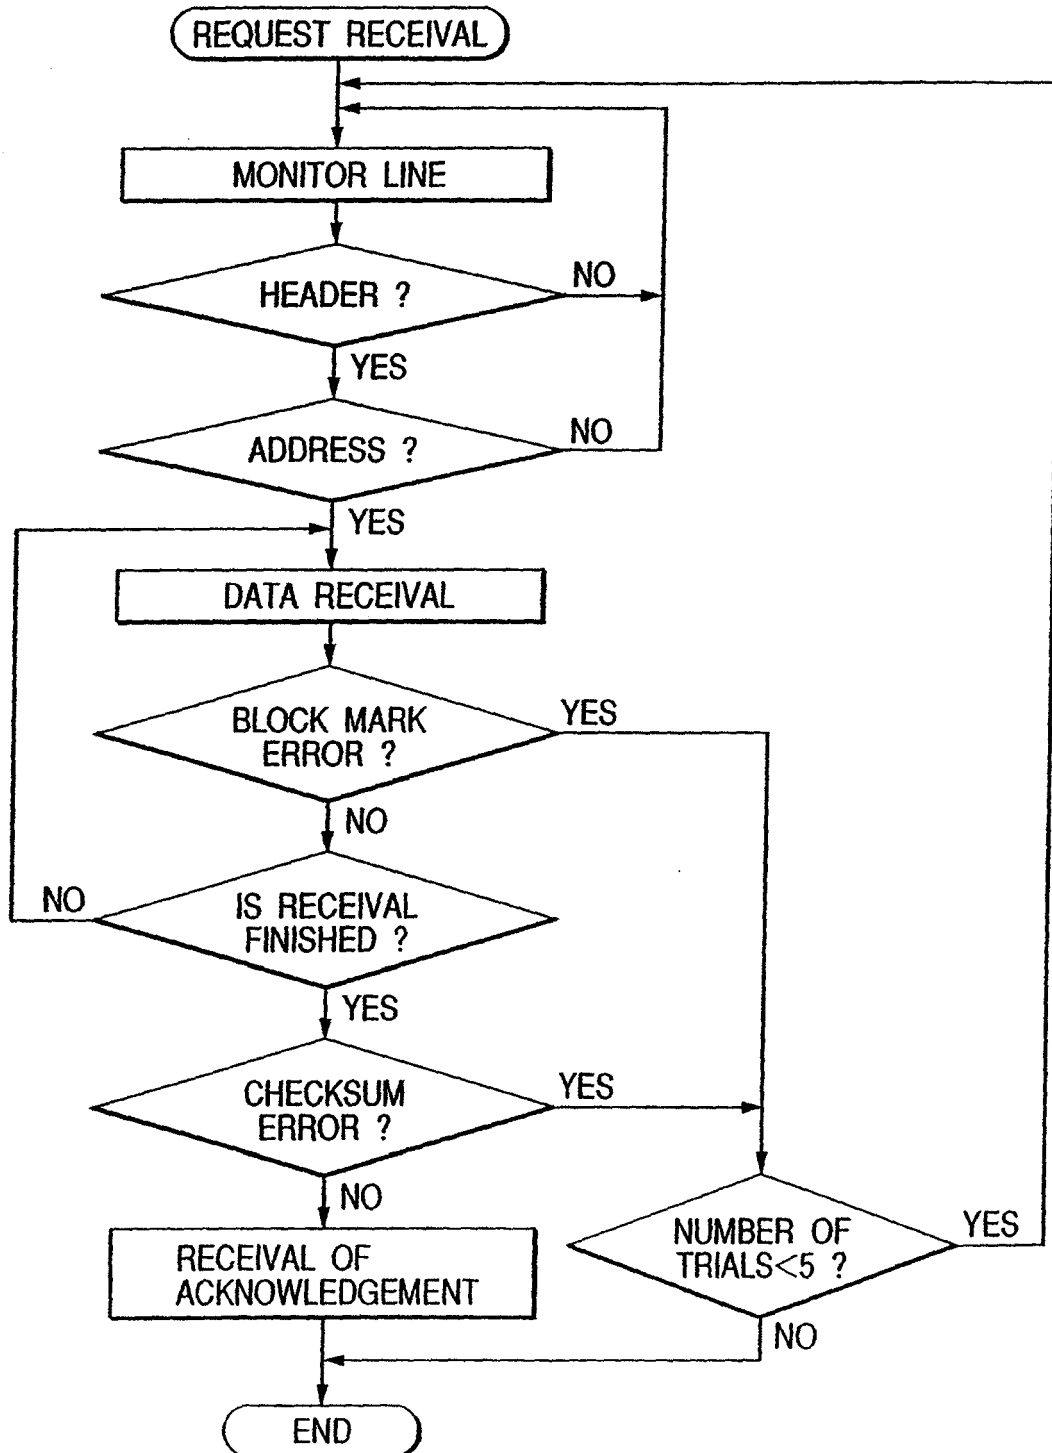 REQUEST RECEIVAL
MONITOR LINE
HEADER ?
NO
YES
ADDRESS ?
NO
YES
DATA RECEIVAL
BLOCK MARK
ERROR ?
YES
NO
IS RECEIVAL
FINISHED ?
NO
YES
CHECKSUM
ERROR ?
YES
NO
RECEIVAL OF
ACKNOWLEDGEMENT
NUMBER OF
TRIALS<5 ?
YES
NO
END